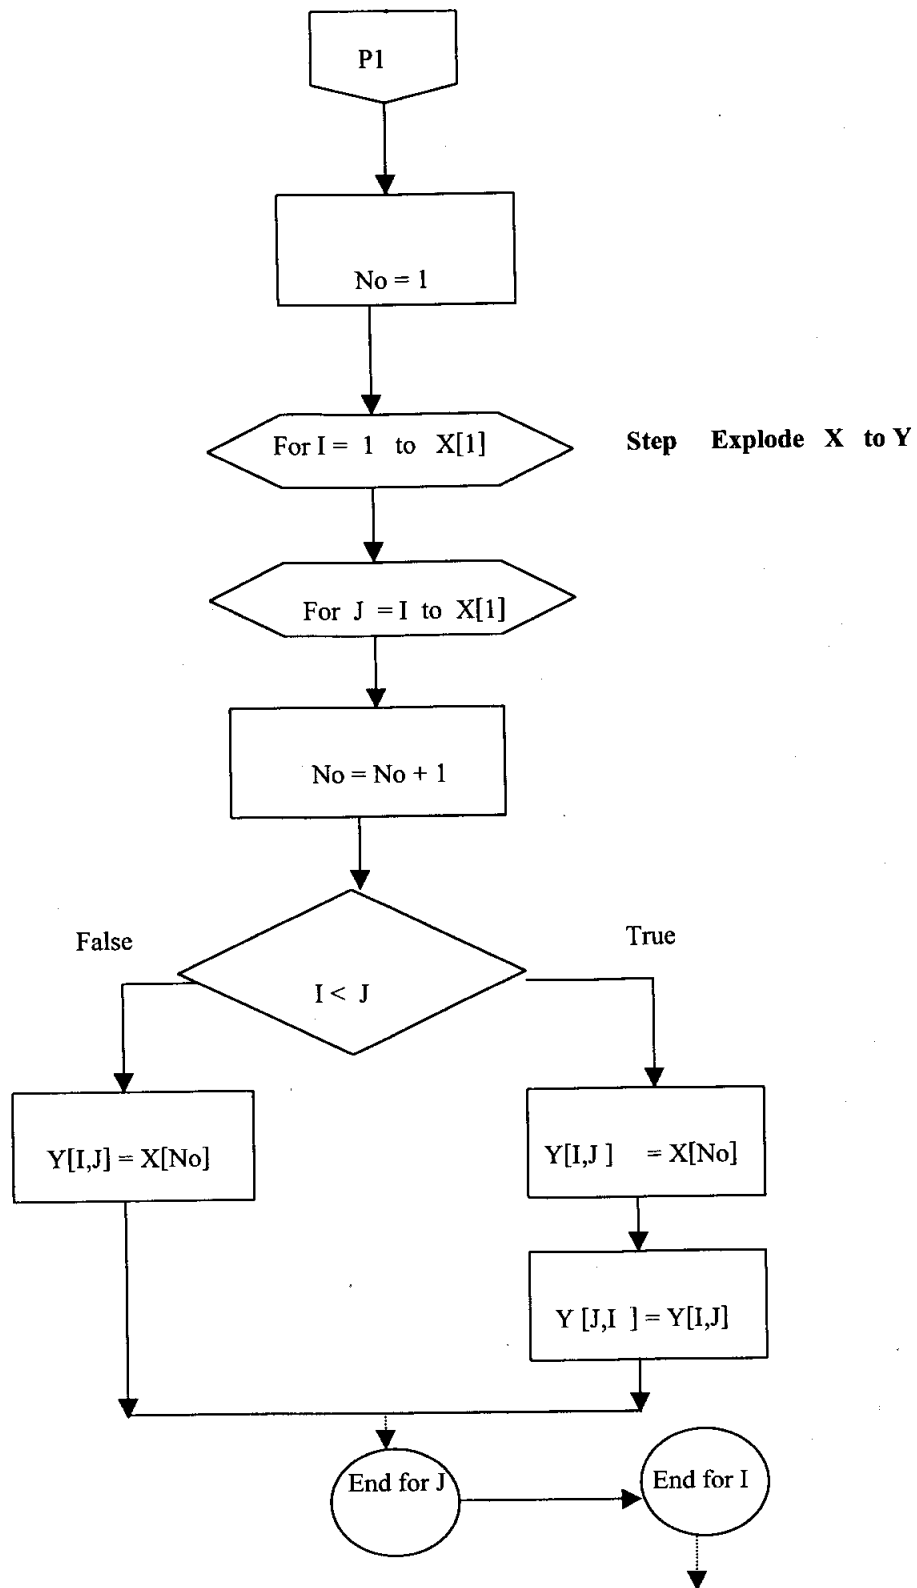 P1
No = 1
For I = 1 to X[1]
Step Explode X to Y
For J = I to X[1]
No = No + 1
False
True
I < J
Y[I,J] = X[No]
Y[I,J ] = X[No]
Y [J,I ] = Y[I,J]
End for J
End for I